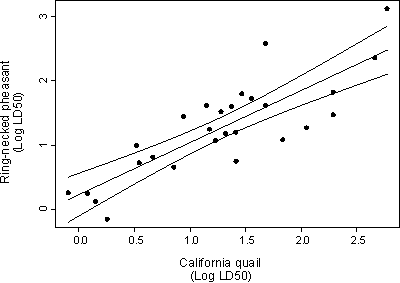 Ring-necked pheasant
(Log LD50)
3
2
1
0
0.0 0.5 1.0 1.5 2.0 2.5
California quail
(Log LD50)